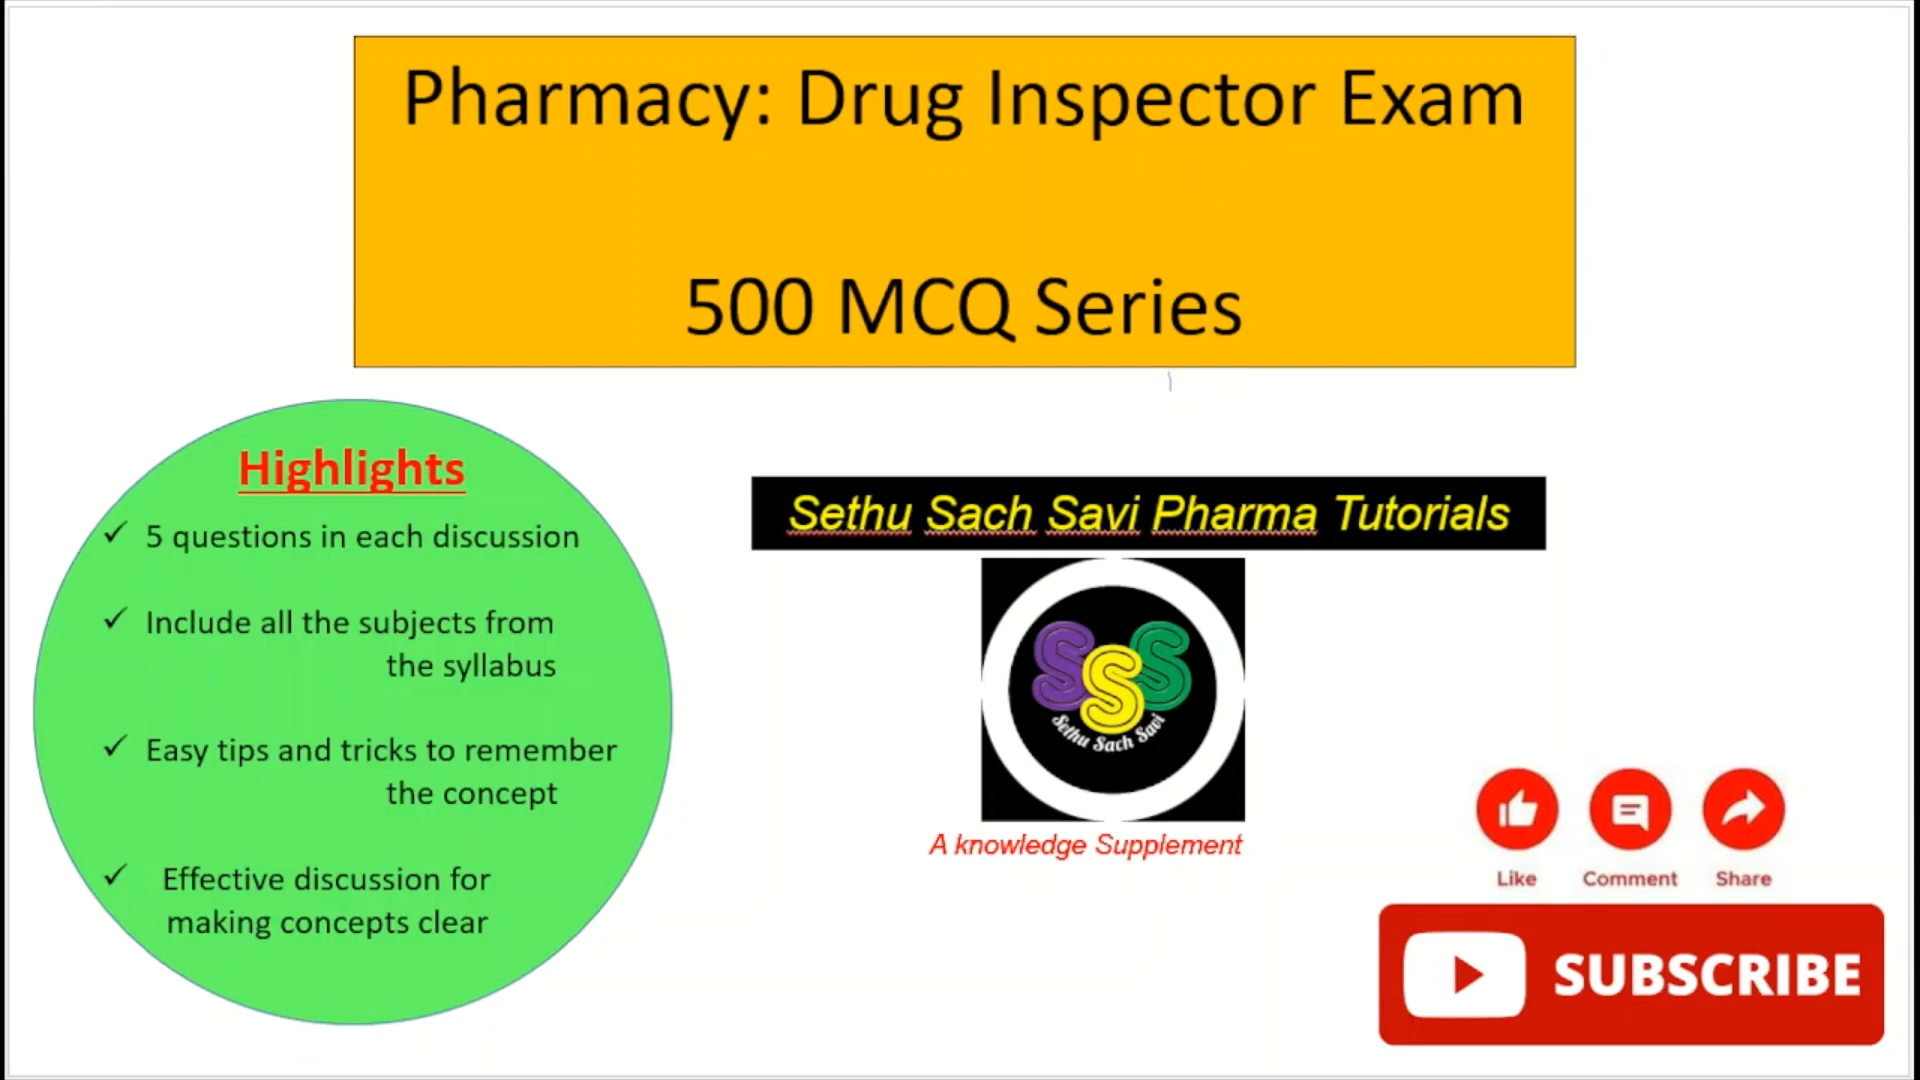 Pharmacy: Drug Inspector Exam
500 MCQ Series
Highlights
✓ 5 questions in each discussion
✓ Include all the subjects from
the syllabus
✓ Easy tips and tricks to remember
the concept
✓ Effective discussion for
making concepts clear
Sethu Sach Savi Pharma Tutorials
SSS
Sethu Sach Savi
A knowledge Supplement
Like Comment Share
SUBSCRIBE